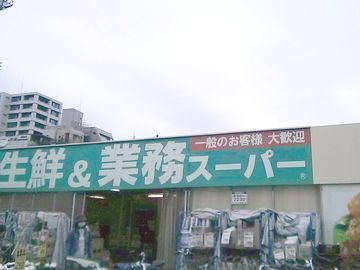 一般のお客様 大歓迎
生鮮&業務スーパー®